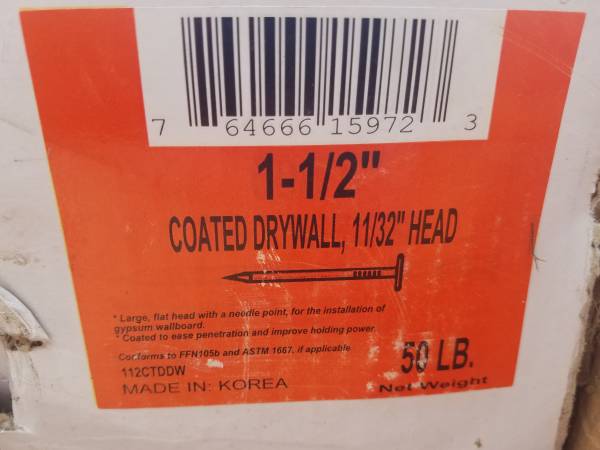 7 64666 15972 3
1-1/2"
COATED DRYWALL, 11/32" HEAD
* Large, flat head with a needle point, for the installation of
gypsum wallboard.
* Coated to ease penetration and improve holding power.
Conforms to FFN105b and ASTM 1667, if applicable
112CTDDW
MADE IN: KOREA
50 LB.
Net Weight